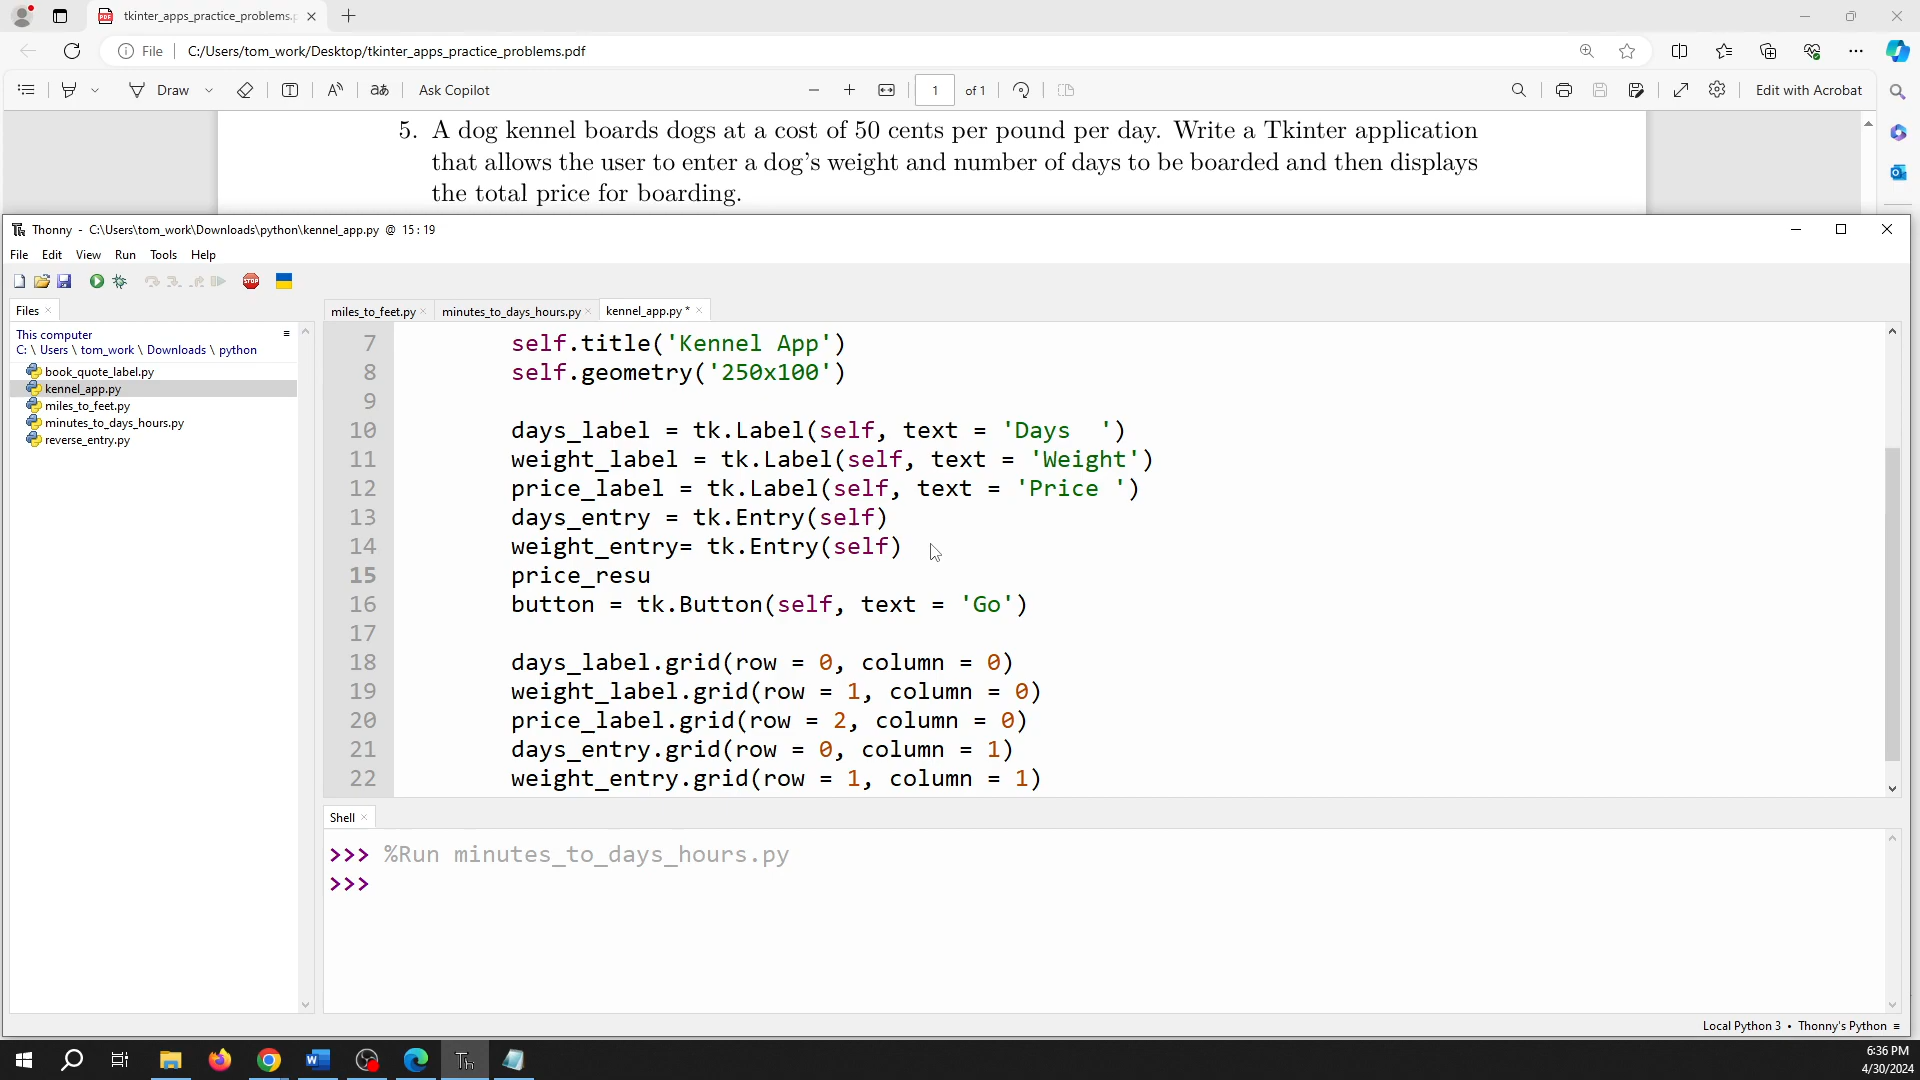 tkinter_apps_practice_problems.p
File
C:/Users/tom_work/Desktop/tkinter_apps_practice_problems.pdf
Draw
T
A
aあ
Ask Copilot
1
of 1
Edit with Acrobat
5. A dog kennel boards dogs at a cost of 50 cents per pound per day. Write a Tkinter application
that allows the user to enter a dog's weight and number of days to be boarded and then displays
the total price for boarding.
Th Thonny - C:\Users\tom_work\Downloads\python\kennel_app.py @ 15 : 19
File Edit View Run Tools Help
STOP
Files
miles_to_feet.py
minutes_to_days_hours.py
kennel_app.py *
This computer
C: \ Users \ tom_work \ Downloads \ python
book_quote_label.py
kennel_app.py
miles_to_feet.py
minutes_to_days_hours.py
reverse_entry.py
7 self.title('Kennel App')
8 self.geometry('250x100')
9
10 days_label = tk.Label(self, text = 'Days  ')
11 weight_label = tk.Label(self, text = 'Weight')
12 price_label = tk.Label(self, text = 'Price ')
13 days_entry = tk.Entry(self)
14 weight_entry= tk.Entry(self)
15 price_resu
16 button = tk.Button(self, text = 'Go')
17
18 days_label.grid(row = 0, column = 0)
19 weight_label.grid(row = 1, column = 0)
20 price_label.grid(row = 2, column = 0)
21 days_entry.grid(row = 0, column = 1)
22 weight_entry.grid(row = 1, column = 1)
Shell
>>> %Run minutes_to_days_hours.py
>>>
Local Python 3 • Thonny's Python
Th
6:36 PM
4/30/2024